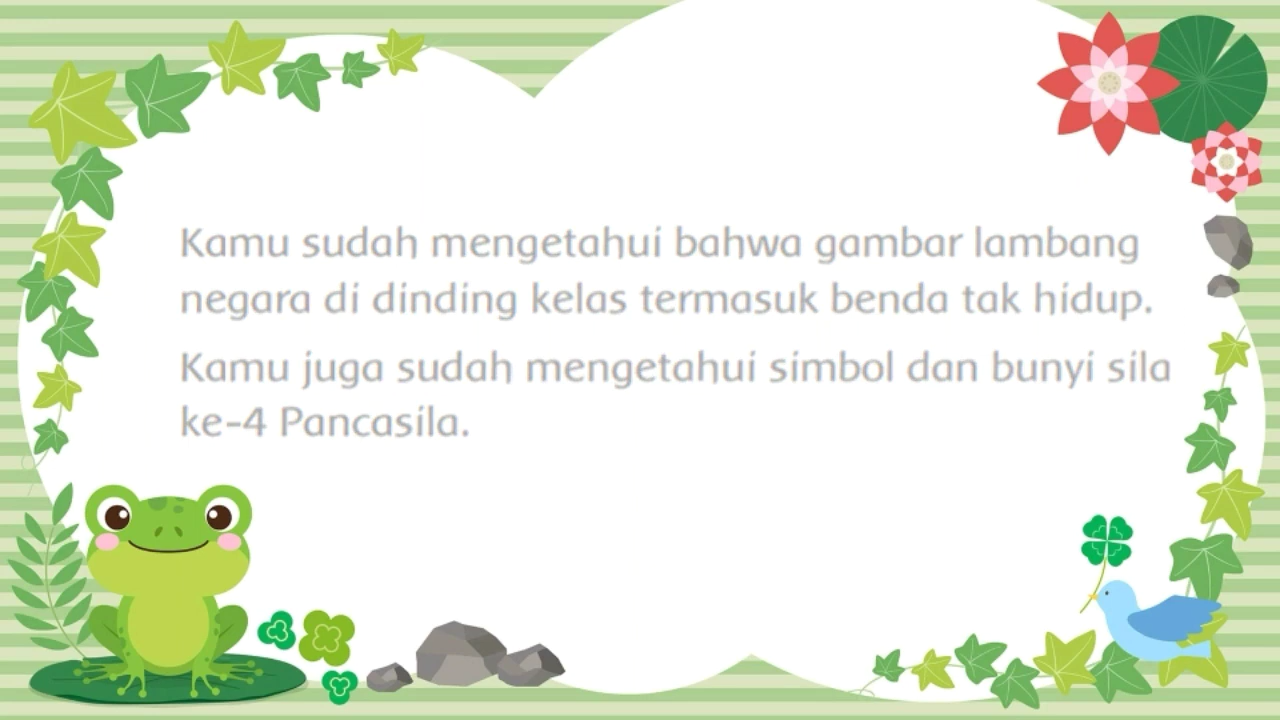 Kamu sudah mengetahui bahwa gambar lambang
negara di dinding kelas termasuk benda tak hidup.
Kamu juga sudah mengetahui simbol dan bunyi sila
ke-4 Pancasila.